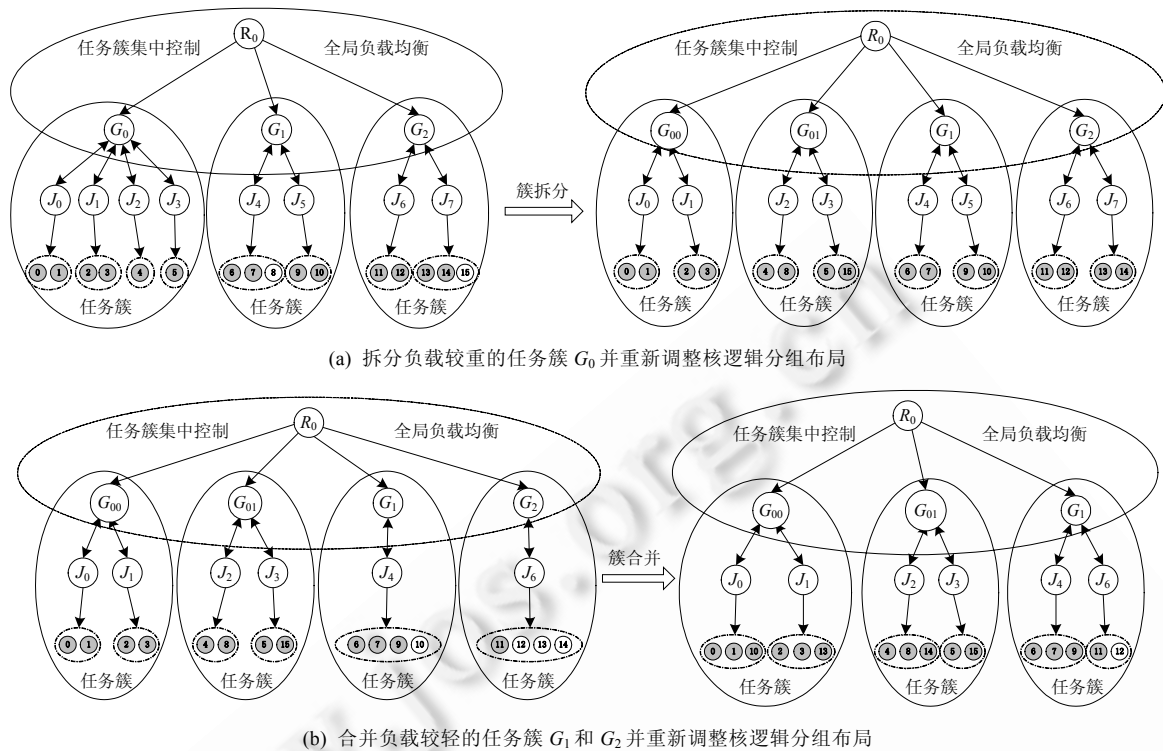 R0
任务簇集中控制 全局负载均衡
G0 G1 G2
J0 J1 J2 J3 J4 J5 J6 J7
0 1 2 3 4 5 6 7 8 9 10 11 12 13 14 15
任务簇 任务簇 任务簇
簇拆分
R0
任务簇集中控制 全局负载均衡
G00 G01 G1 G2
J0 J1 J2 J3 J4 J5 J6 J7
0 1 2 3 4 8 5 15 6 7 9 10 11 12 13 14
任务簇 任务簇 任务簇 任务簇
(a) 拆分负载较重的任务簇 G0 并重新调整核逻辑分组布局
R0
任务簇集中控制 全局负载均衡
G00 G01 G1 G2
J0 J1 J2 J3 J4 J6
0 1 2 3 4 8 5 15 6 7 9 10 11 12 13 14
任务簇 任务簇 任务簇 任务簇
簇合并
R0
任务簇集中控制 全局负载均衡
G00 G01 G1
J0 J1 J2 J3 J4 J6
0 1 10 2 3 13 4 8 14 5 15 6 7 9 11 12
任务簇 任务簇 任务簇
(b) 合并负载较轻的任务簇 G1 和 G2 并重新调整核逻辑分组布局